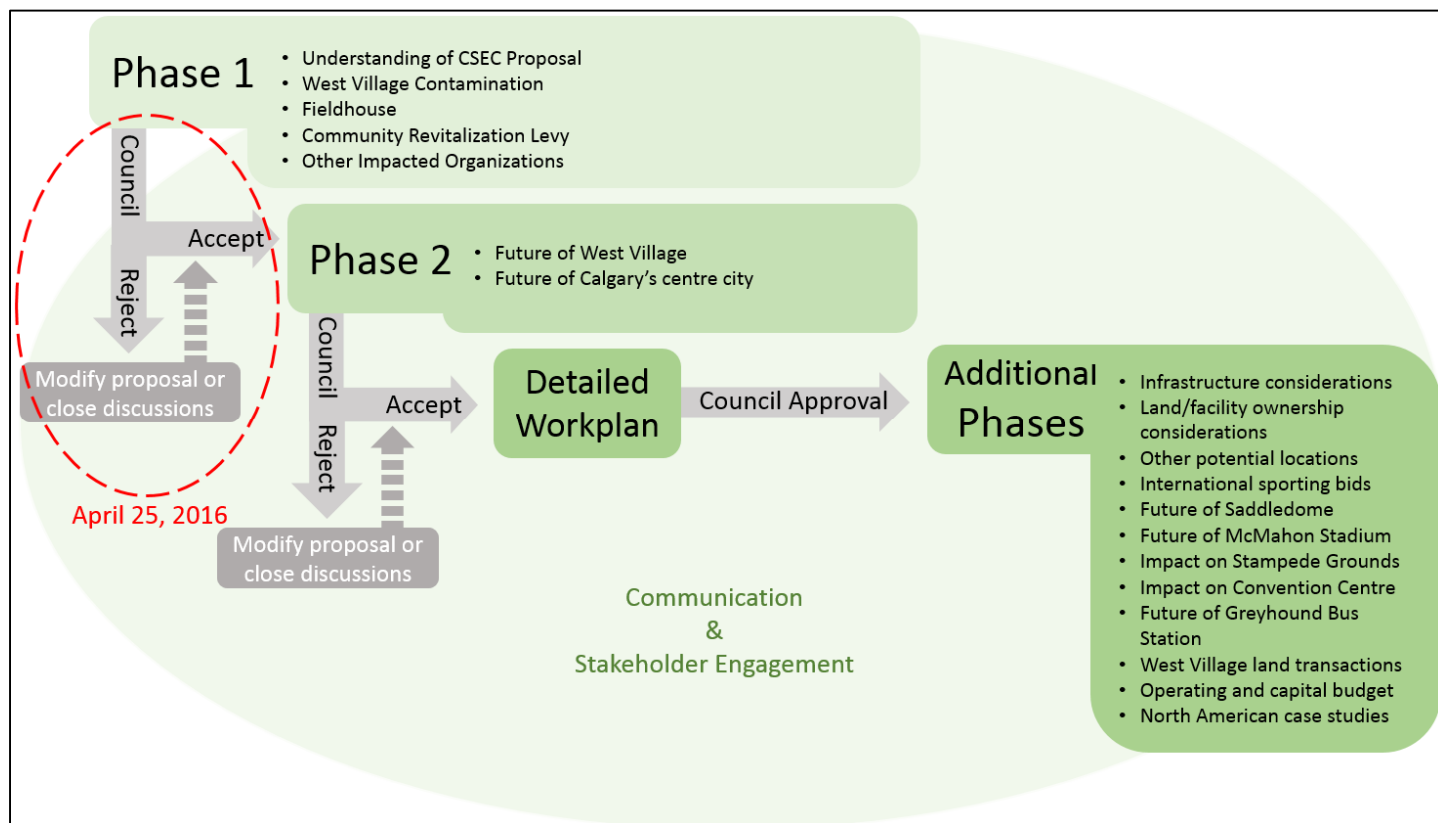 Phase 1
• Understanding of CSEC Proposal
• West Village Contamination
• Fieldhouse
• Community Revitalization Levy
• Other Impacted Organizations
Council
Accept
Reject
Modify proposal or
close discussions
April 25, 2016
Phase 2
• Future of West Village
• Future of Calgary’s centre city
Council
Accept
Reject
Modify proposal or
close discussions
Detailed
Workplan
Council Approval
Additional
Phases
• Infrastructure considerations
• Land/facility ownership
considerations
• Other potential locations
• International sporting bids
• Future of Saddledome
• Future of McMahon Stadium
• Impact on Stampede Grounds
• Impact on Convention Centre
• Future of Greyhound Bus
Station
• West Village land transactions
• Operating and capital budget
• North American case studies
Communication
&
Stakeholder Engagement